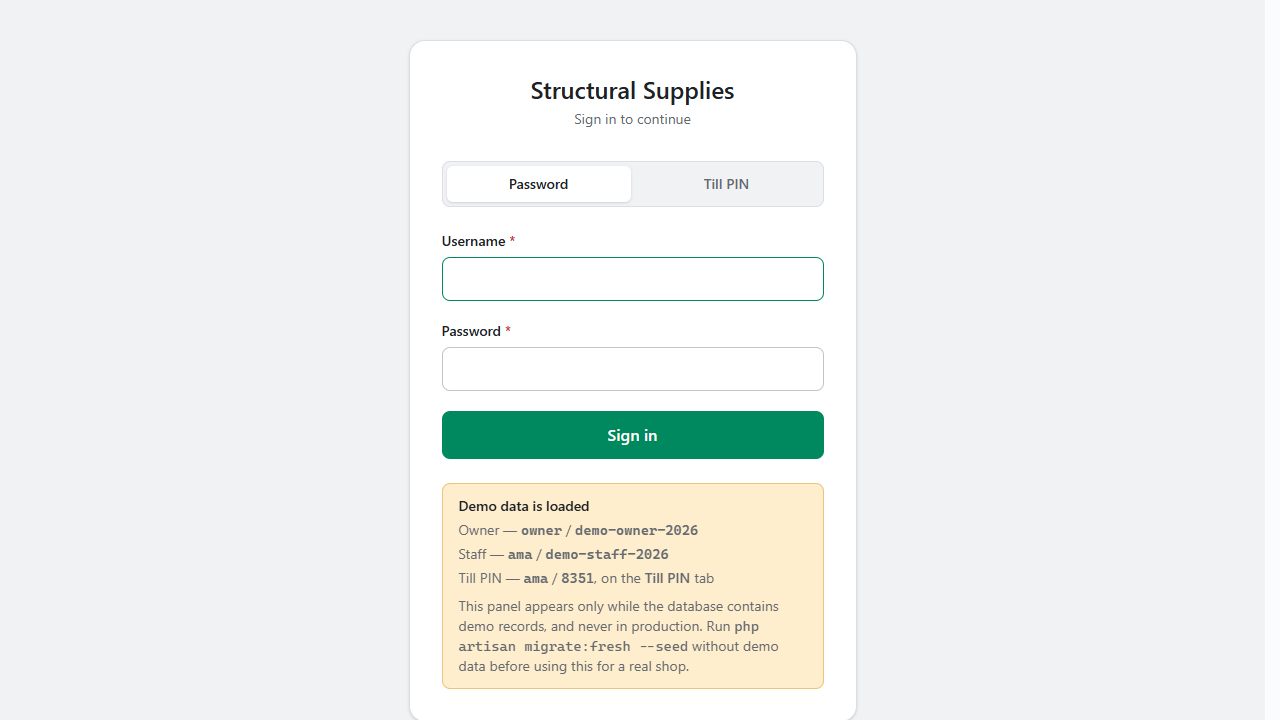 Structural Supplies
Sign in to continue
Password
Till PIN
Username *
Password *
Sign in
Demo data is loaded
Owner — owner / demo-owner-2026
Staff — ama / demo-staff-2026
Till PIN — ama / 8351, on the Till PIN tab
This panel appears only while the database contains
demo records, and never in production. Run php
artisan migrate:fresh --seed without demo
data before using this for a real shop.